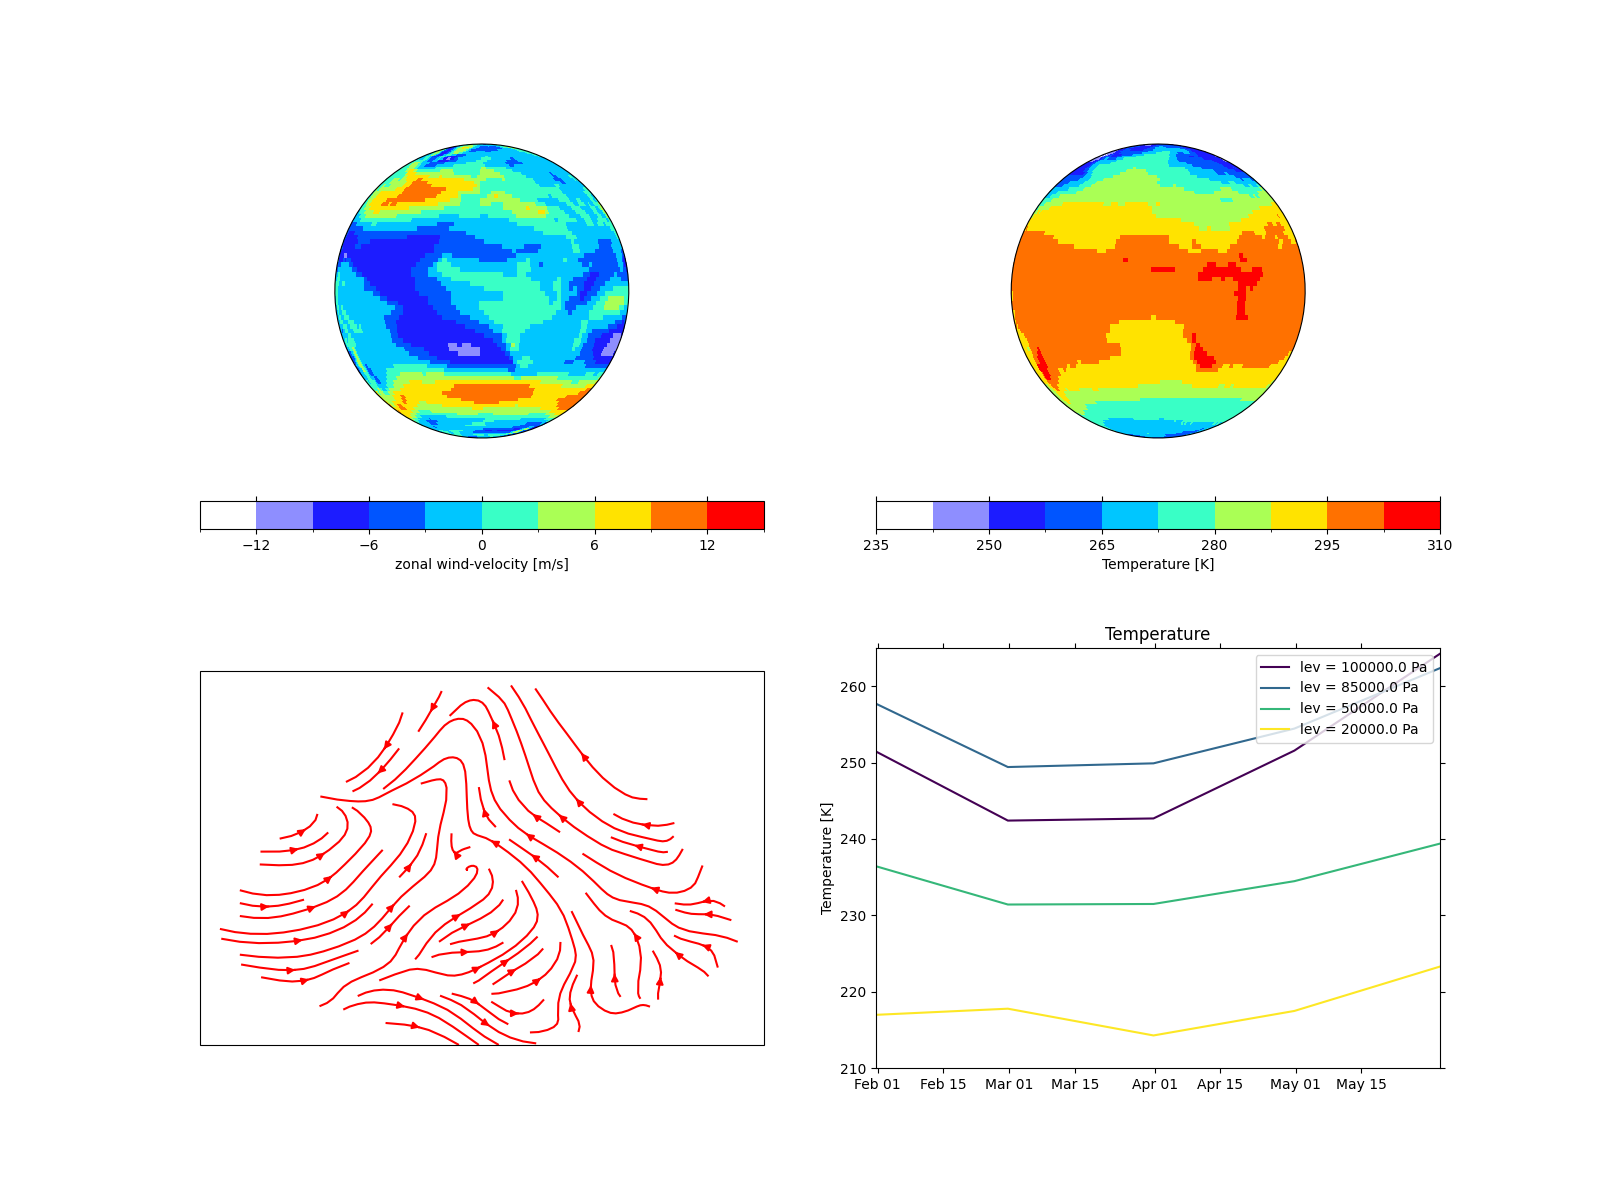 −12 −6 0 6 12
zonal wind-velocity [m/s]
235 250 265 280 295 310
Temperature [K]
Temperature
lev = 100000.0 Pa
lev = 85000.0 Pa
lev = 50000.0 Pa
lev = 20000.0 Pa
Temperature [K]
260
250
240
230
220
210
Feb 01 Feb 15 Mar 01 Mar 15 Apr 01 Apr 15 May 01 May 15